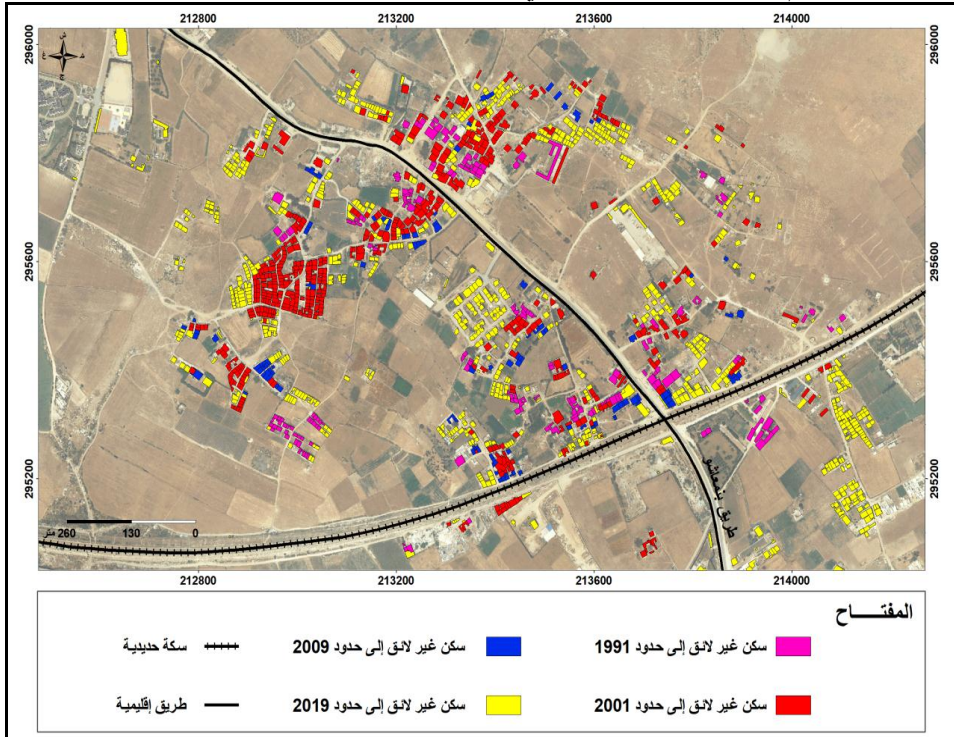 212800 213200 213600 214000
296000 296000
ش
غ ق
ج
295600 295600
295200 295200
طريق بنمعاشو
260 130 0 متر
212800 213200 213600 214000
المفتـــــاح
سكن غير لائق إلى حدود 1991 سكن غير لائق إلى حدود 2009 سكة حديدية
سكن غير لائق إلى حدود 2001 سكن غير لائق إلى حدود 2019 طريق إقليمية